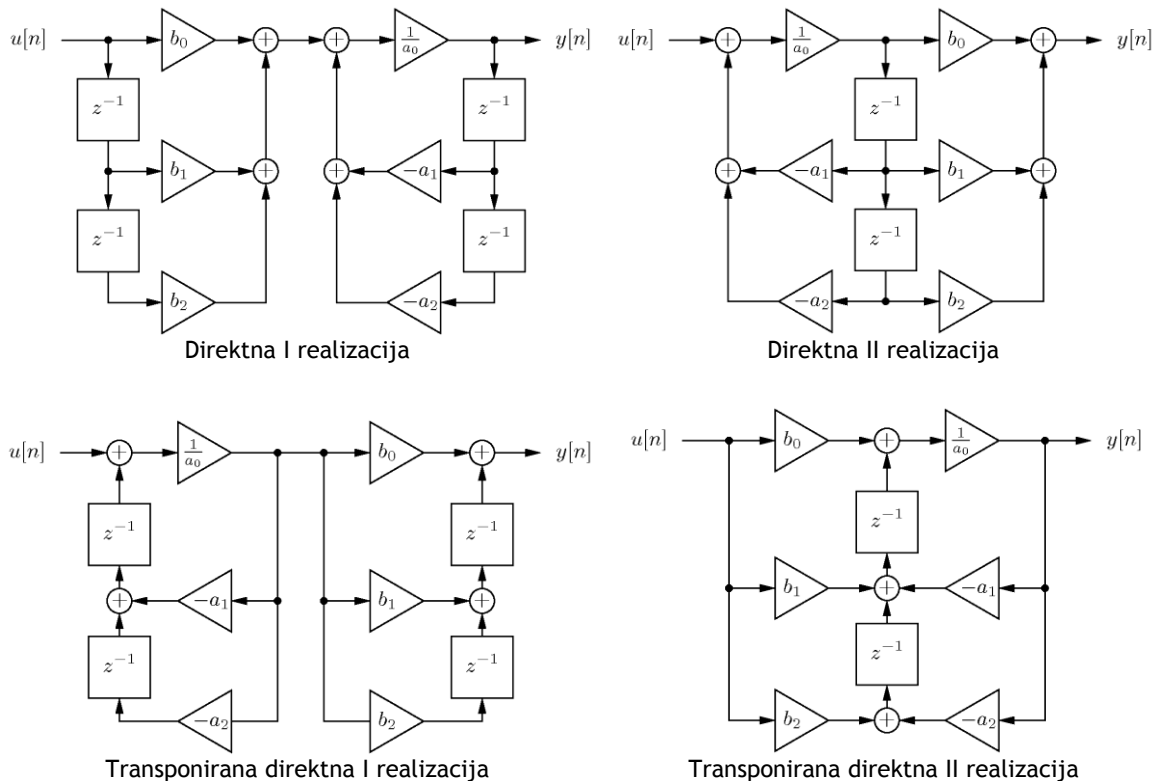 u[n] b₀ + + 1/a₀ y[n]
z⁻¹ z⁻¹
b₁ + + −a₁
z⁻¹ z⁻¹
b₂ −a₂
Direktna I realizacija
u[n] + 1/a₀ b₀ + y[n]
z⁻¹
+ −a₁ b₁ +
z⁻¹
−a₂ b₂
Direktna II realizacija
u[n] + 1/a₀ b₀ + y[n]
z⁻¹ z⁻¹
+ −a₁ b₁ +
z⁻¹ z⁻¹
−a₂ b₂
Transponirana direktna I realizacija
u[n] b₀ + 1/a₀ y[n]
z⁻¹
b₁ + −a₁
z⁻¹
b₂ + −a₂
Transponirana direktna II realizacija